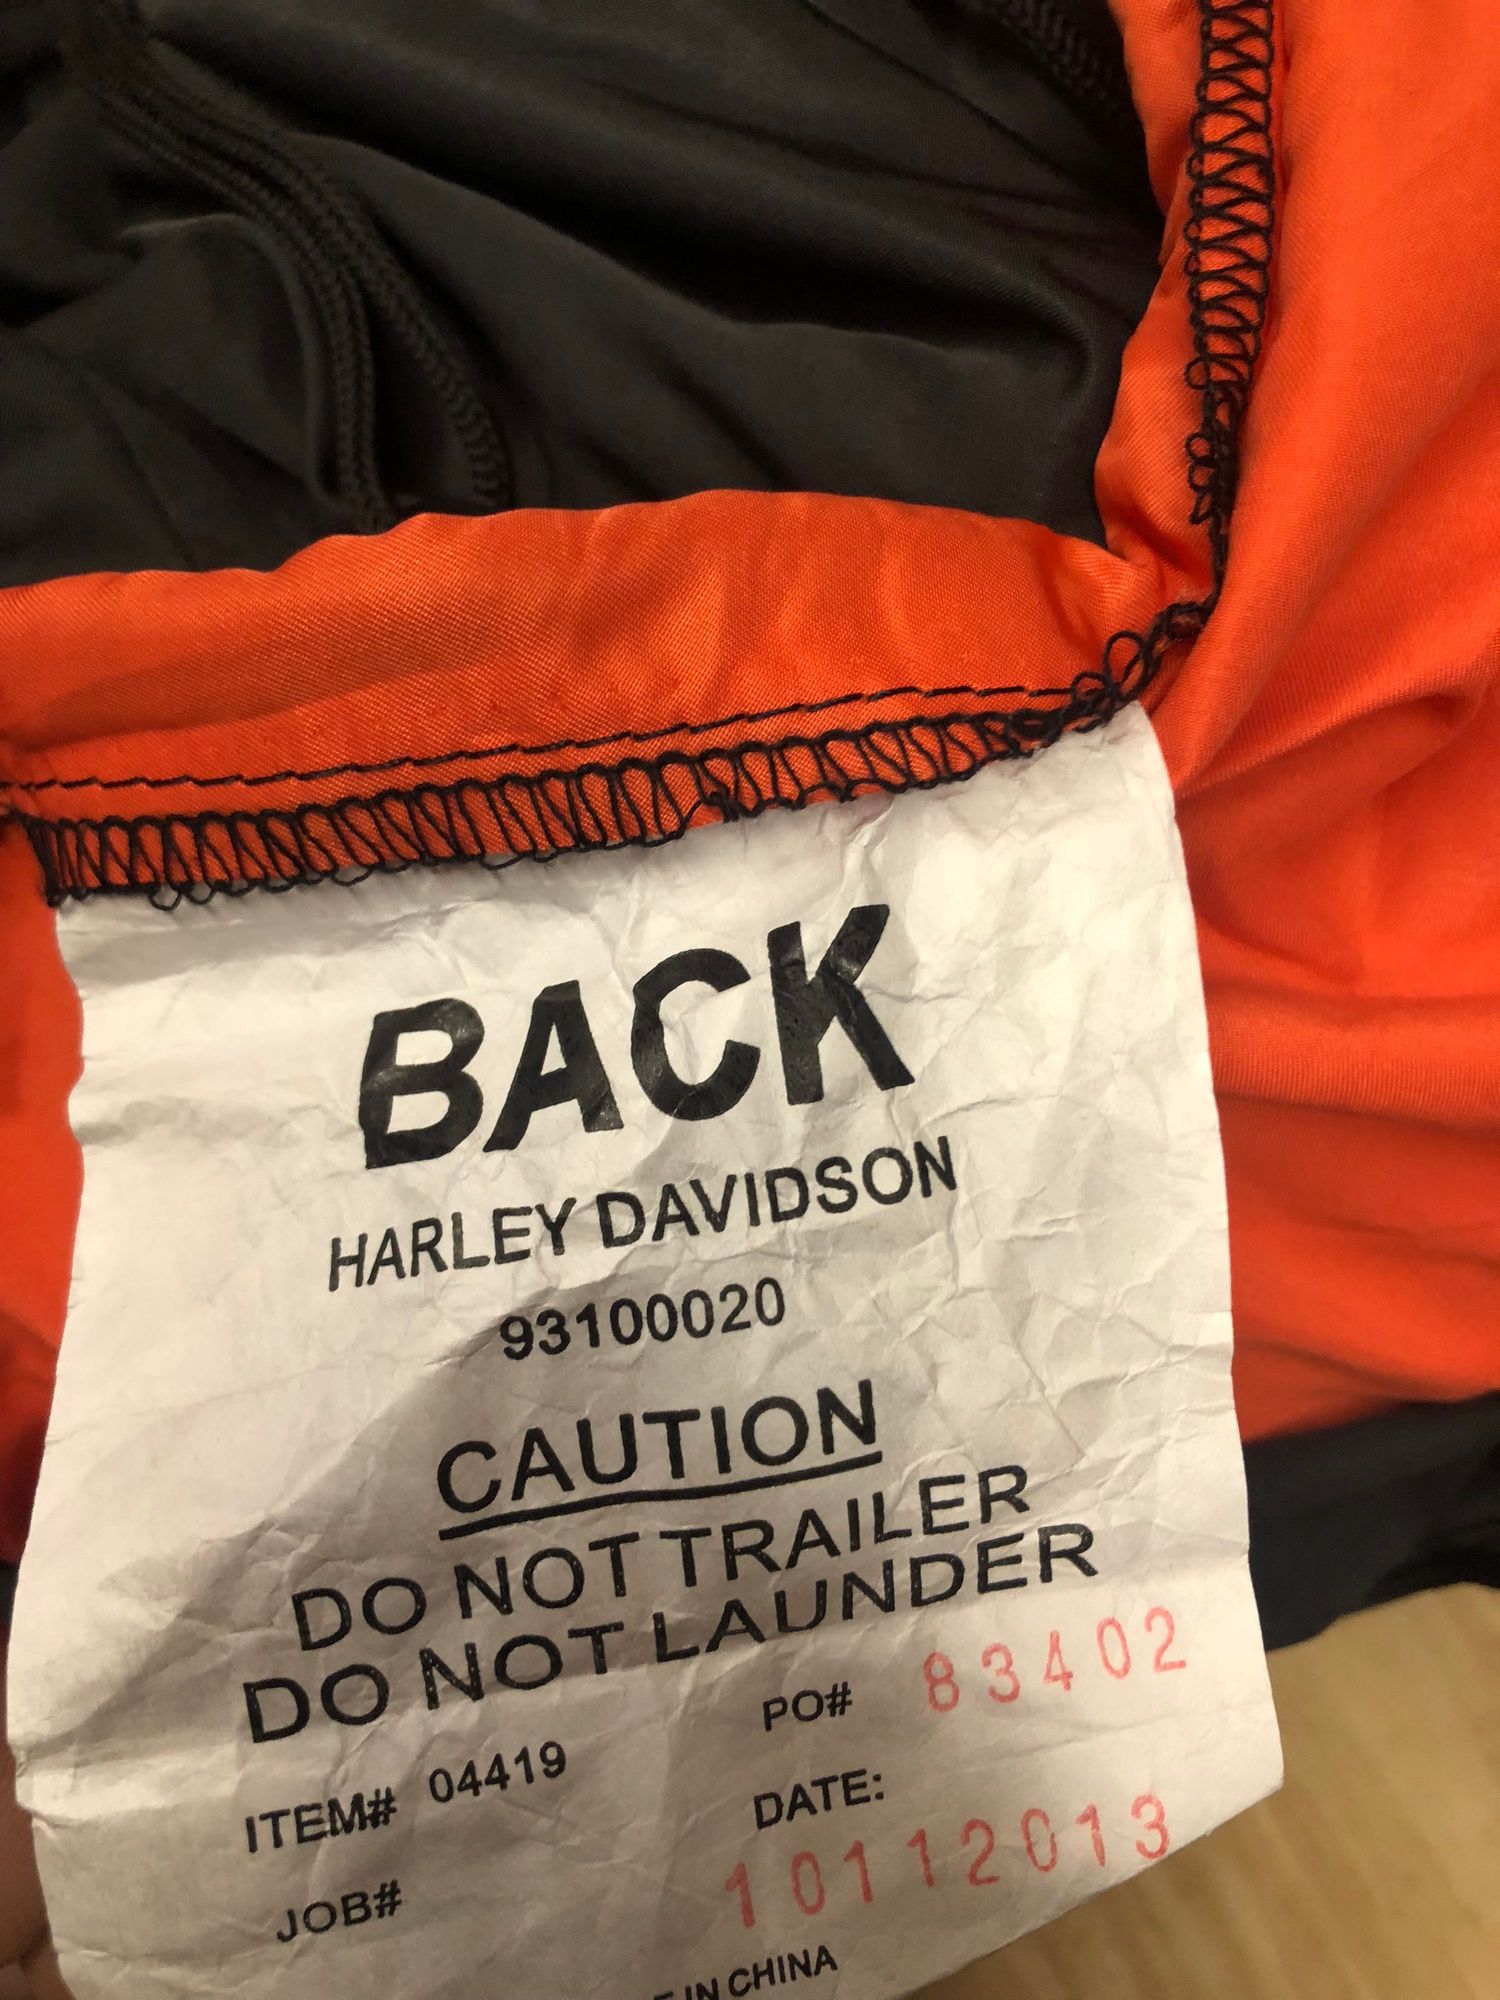 BACK
HARLEY DAVIDSON
93100020
CAUTION
DO NOT TRAILER
DO NOT LAUNDER
PO# 83402
ITEM# 04419
DATE:
10112013
JOB#
IN CHINA